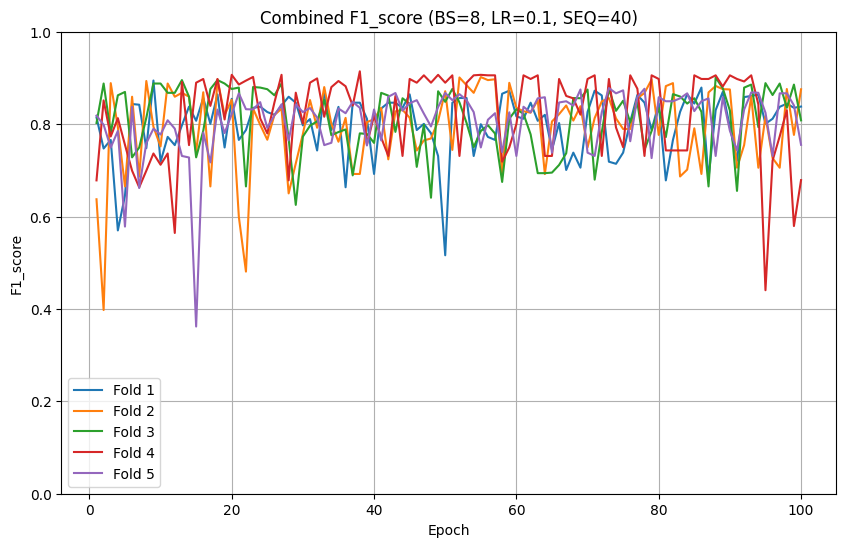 Combined F1_score (BS=8, LR=0.1, SEQ=40)
F1_score
1.0
0.8
0.6
0.4
0.2
0.0
Fold 1
Fold 2
Fold 3
Fold 4
Fold 5
0 20 40 60 80 100
Epoch